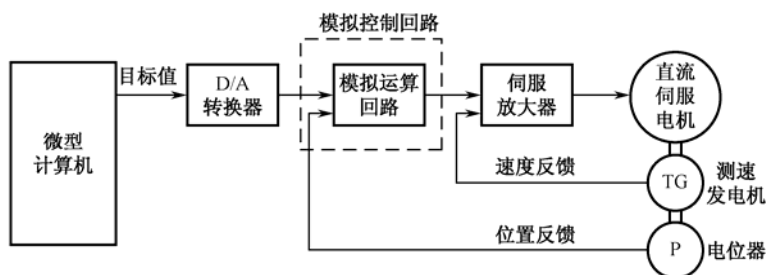 模拟控制回路
目标值
D/A
转换器
模拟运算
回路
伺服
放大器
直流
伺服
电机
微型
计算机
速度反馈
TG
测速
发电机
位置反馈
P
电位器